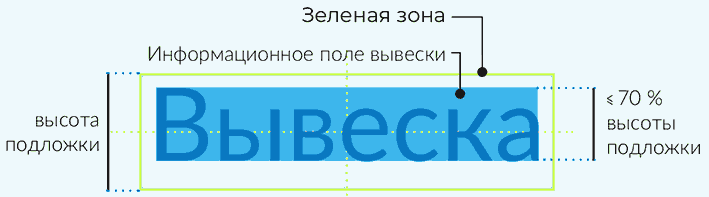 Зеленая зона
Информационное поле вывески
Вывеска
высота
подложки
≤ 70 %
высоты
подложки